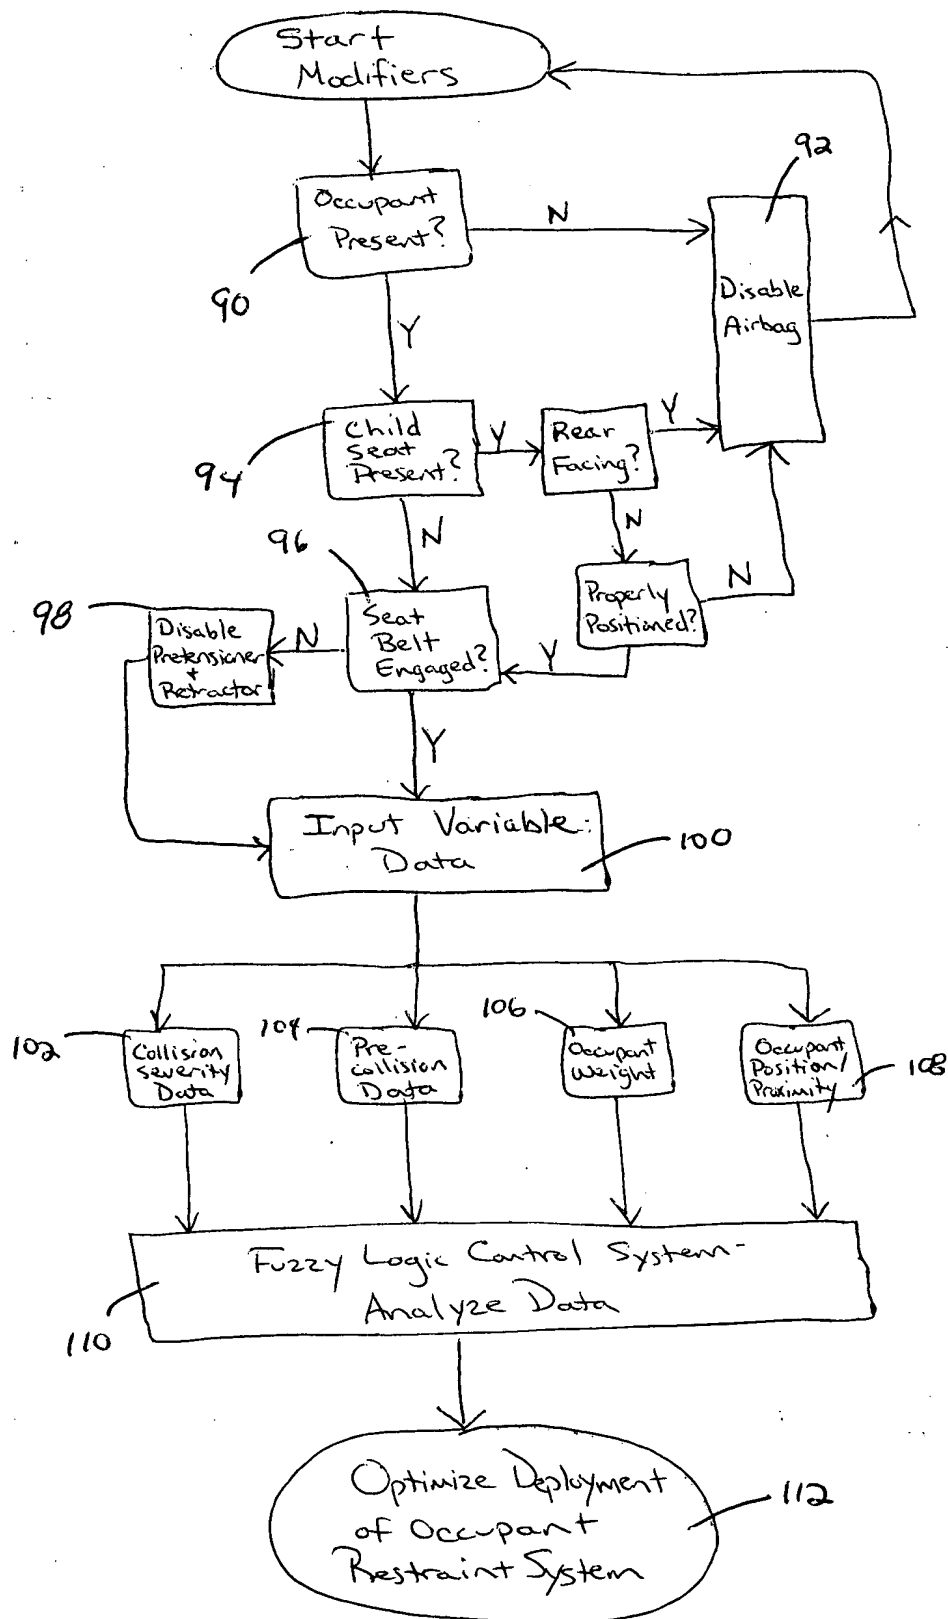 Start
Modifiers
92
Occupant
Present?
N
90
Disable
Airbag
Y
Child
Seat
Present?
Y
Rear
Facing?
Y
94
N
N
96
98
Disable
Pretensioner
+
Retractor
N
Seat
Belt
Engaged?
Y
Properly
Positioned?
N
Y
Input Variable:
Data
100
102
Collision
Severity
Data
104
Pre-
collision
Data
106
Occupant
Weight
Occupant
Position/
Proximity
108
Fuzzy Logic Control System-
Analyze Data
110
Optimize Deployment
of Occupant
Restraint System
112